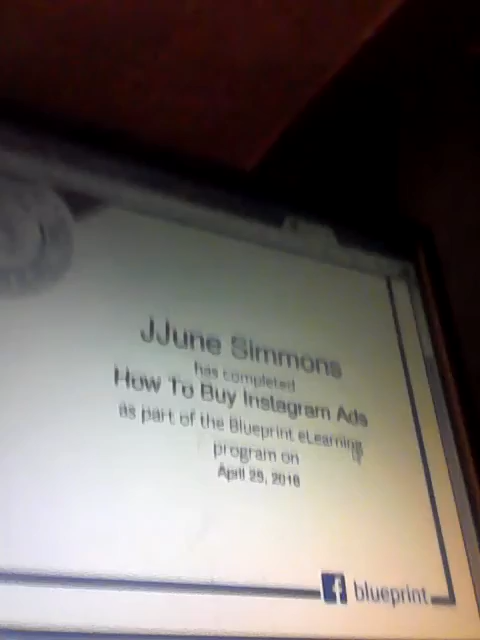 JJune Simmons
has completed
How To Buy Instagram Ads
as part of the Blueprint eLearning
program on
April 29, 2016
f blueprint